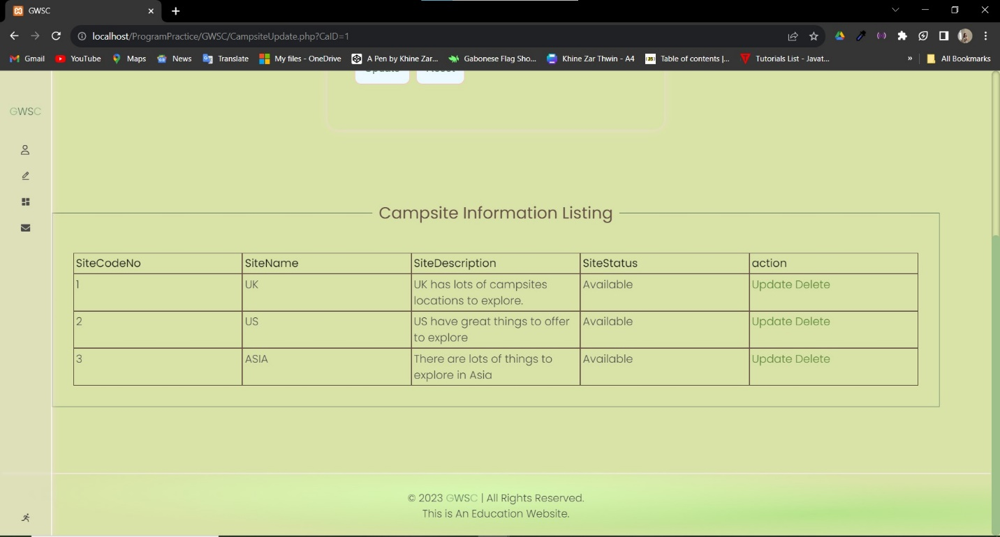 GWSC
localhost/ProgramPractice/GWSC/CampsiteUpdate.php?CaID=1
Gmail YouTube Maps News Translate My files - OneDrive A Pen by Khine Zar... Gabonese Flag Sho... Khine Zar Thwin - A4 Table of contents |... Tutorials List - Javat... » All Bookmarks
Update Reset
GWSC
Campsite Information Listing
SiteCodeNo SiteName SiteDescription SiteStatus action
1 UK UK has lots of campsites Available Update Delete
locations to explore.
2 US US have great things to offer Available Update Delete
to explore
3 ASIA There are lots of things to Available Update Delete
explore in Asia
© 2023 GWSC | All Rights Reserved.
This is An Education Website.